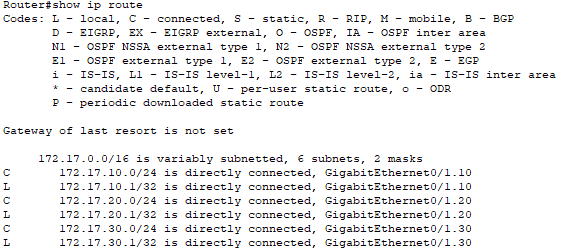 Router#show ip route
Codes: L - local, C - connected, S - static, R - RIP, M - mobile, B - BGP
D - EIGRP, EX - EIGRP external, O - OSPF, IA - OSPF inter area
N1 - OSPF NSSA external type 1, N2 - OSPF NSSA external type 2
E1 - OSPF external type 1, E2 - OSPF external type 2, E - EGP
i - IS-IS, L1 - IS-IS level-1, L2 - IS-IS level-2, ia - IS-IS inter area
* - candidate default, U - per-user static route, o - ODR
P - periodic downloaded static route
Gateway of last resort is not set
172.17.0.0/16 is variably subnetted, 6 subnets, 2 masks
C 172.17.10.0/24 is directly connected, GigabitEthernet0/1.10
L 172.17.10.1/32 is directly connected, GigabitEthernet0/1.10
C 172.17.20.0/24 is directly connected, GigabitEthernet0/1.20
L 172.17.20.1/32 is directly connected, GigabitEthernet0/1.20
C 172.17.30.0/24 is directly connected, GigabitEthernet0/1.30
L 172.17.30.1/32 is directly connected, GigabitEthernet0/1.30